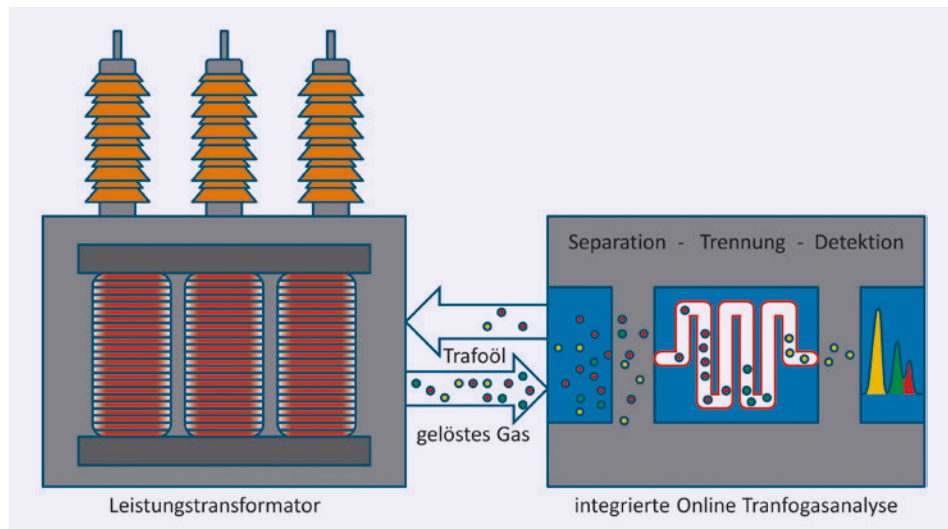 Separation - Trennung - Detektion
Trafoöl
gelöstes Gas
Leistungstransformator
integrierte Online Tranfogasanalyse